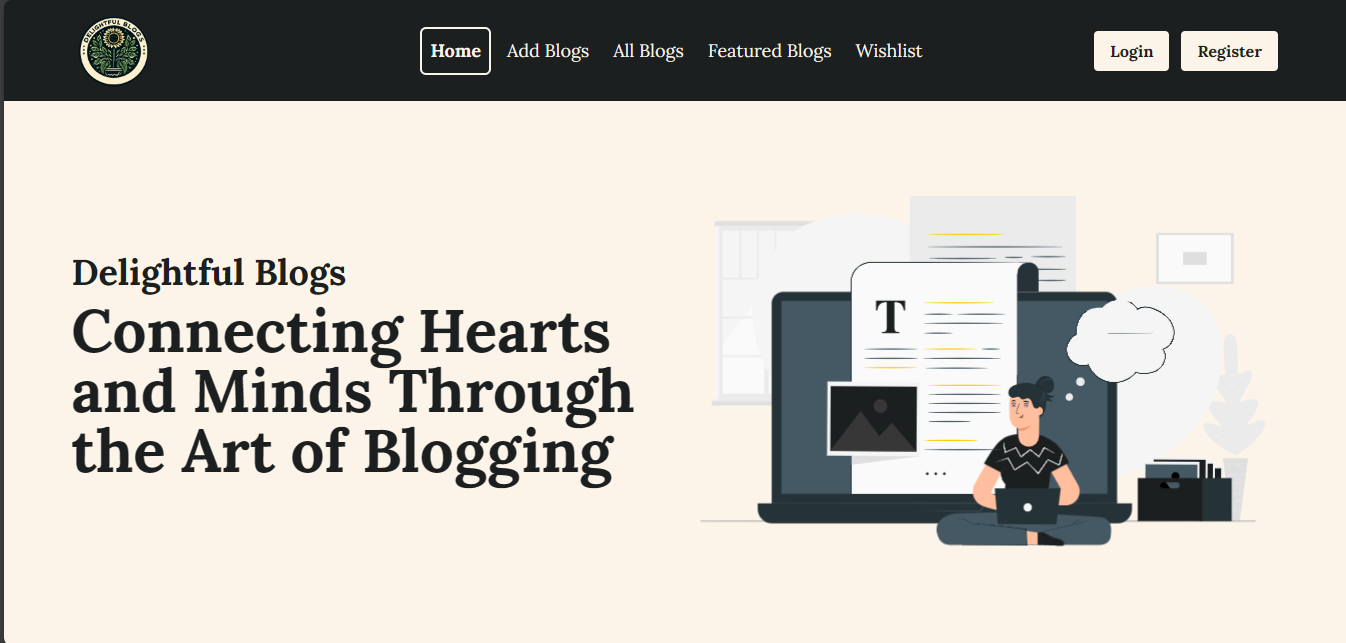 DELIGHTFUL BLOGS
Home Add Blogs All Blogs Featured Blogs Wishlist Login Register
Delightful Blogs
Connecting Hearts
and Minds Through
the Art of Blogging
T